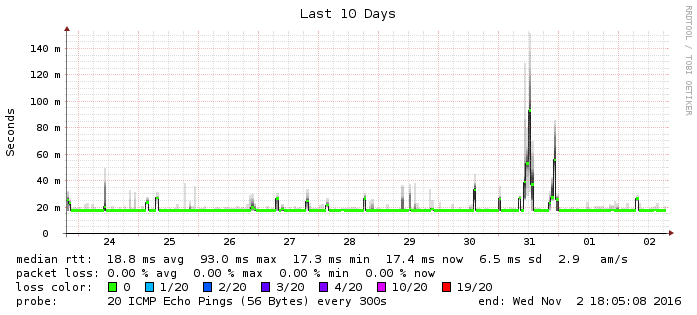 Last 10 Days
RRDTOOL / TOBI OETIKER
Seconds
140 m
120 m
100 m
80 m
60 m
40 m
20 m
0
24 25 26 27 28 29 30 31 01 02
median rtt: 18.8 ms avg 93.0 ms max 17.3 ms min 17.4 ms now 6.5 ms sd 2.9 am/s
packet loss: 0.00 % avg 0.00 % max 0.00 % min 0.00 % now
loss color: 0 1/20 2/20 3/20 4/20 10/20 19/20
probe: 20 ICMP Echo Pings (56 Bytes) every 300s end: Wed Nov 2 18:05:08 2016